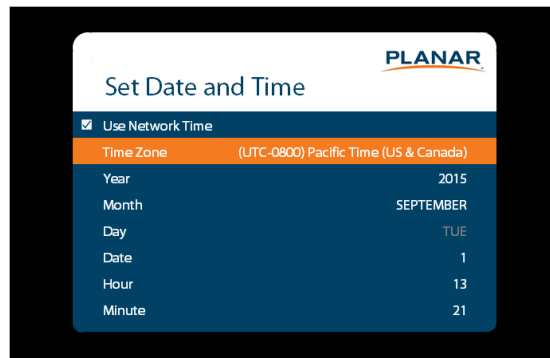 PLANAR
Set Date and Time
Use Network Time
Time Zone (UTC-0800) Pacific Time (US & Canada)
Year 2015
Month SEPTEMBER
Day TUE
Date 1
Hour 13
Minute 21